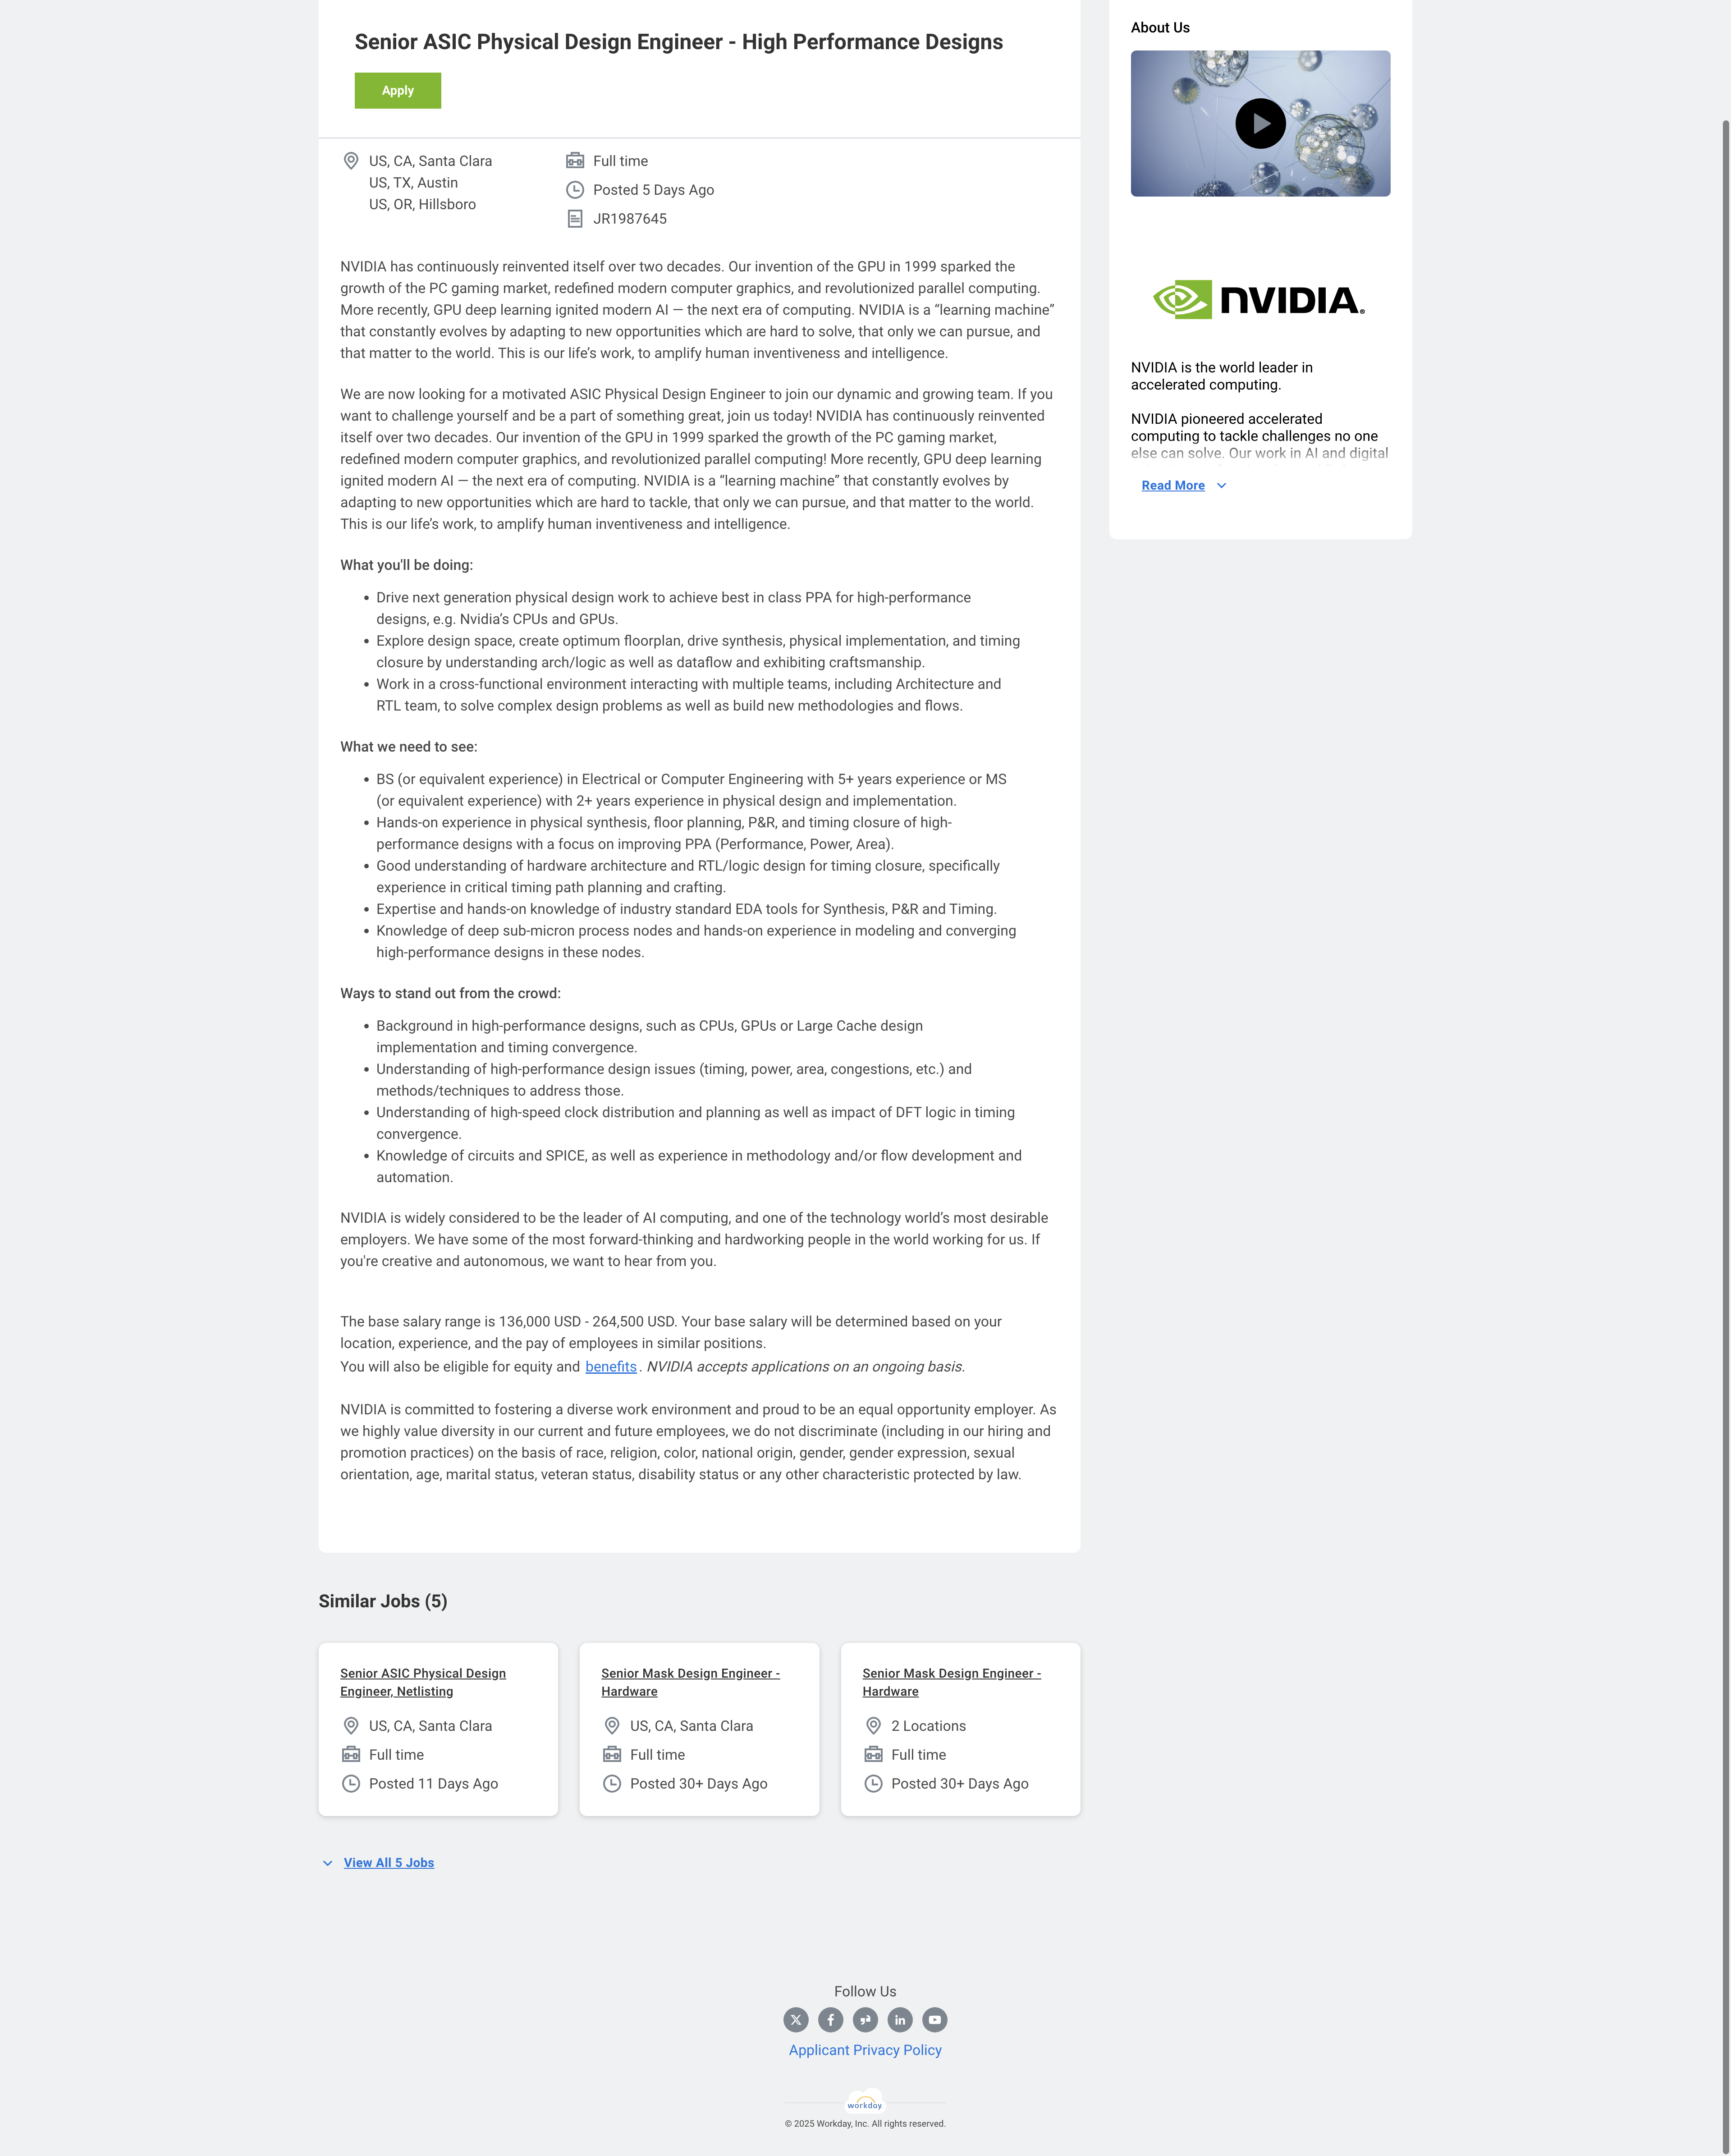 Senior ASIC Physical Design Engineer - High Performance Designs
Apply
US, CA, Santa Clara
US, TX, Austin
US, OR, Hillsboro
Full time
Posted 5 Days Ago
JR1987645
NVIDIA has continuously reinvented itself over two decades. Our invention of the GPU in 1999 sparked the
growth of the PC gaming market, redefined modern computer graphics, and revolutionized parallel computing.
More recently, GPU deep learning ignited modern AI — the next era of computing. NVIDIA is a “learning machine”
that constantly evolves by adapting to new opportunities which are hard to solve, that only we can pursue, and
that matter to the world. This is our life’s work, to amplify human inventiveness and intelligence.
We are now looking for a motivated ASIC Physical Design Engineer to join our dynamic and growing team. If you
want to challenge yourself and be a part of something great, join us today! NVIDIA has continuously reinvented
itself over two decades. Our invention of the GPU in 1999 sparked the growth of the PC gaming market,
redefined modern computer graphics, and revolutionized parallel computing! More recently, GPU deep learning
ignited modern AI — the next era of computing. NVIDIA is a “learning machine” that constantly evolves by
adapting to new opportunities which are hard to tackle, that only we can pursue, and that matter to the world.
This is our life’s work, to amplify human inventiveness and intelligence.
What you'll be doing:
• Drive next generation physical design work to achieve best in class PPA for high-performance
designs, e.g. Nvidia’s CPUs and GPUs.
• Explore design space, create optimum floorplan, drive synthesis, physical implementation, and timing
closure by understanding arch/logic as well as dataflow and exhibiting craftsmanship.
• Work in a cross-functional environment interacting with multiple teams, including Architecture and
RTL team, to solve complex design problems as well as build new methodologies and flows.
What we need to see:
• BS (or equivalent experience) in Electrical or Computer Engineering with 5+ years experience or MS
(or equivalent experience) with 2+ years experience in physical design and implementation.
• Hands-on experience in physical synthesis, floor planning, P&R, and timing closure of high-
performance designs with a focus on improving PPA (Performance, Power, Area).
• Good understanding of hardware architecture and RTL/logic design for timing closure, specifically
experience in critical timing path planning and crafting.
• Expertise and hands-on knowledge of industry standard EDA tools for Synthesis, P&R and Timing.
• Knowledge of deep sub-micron process nodes and hands-on experience in modeling and converging
high-performance designs in these nodes.
Ways to stand out from the crowd:
• Background in high-performance designs, such as CPUs, GPUs or Large Cache design
implementation and timing convergence.
• Understanding of high-performance design issues (timing, power, area, congestions, etc.) and
methods/techniques to address those.
• Understanding of high-speed clock distribution and planning as well as impact of DFT logic in timing
convergence.
• Knowledge of circuits and SPICE, as well as experience in methodology and/or flow development and
automation.
NVIDIA is widely considered to be the leader of AI computing, and one of the technology world’s most desirable
employers. We have some of the most forward-thinking and hardworking people in the world working for us. If
you're creative and autonomous, we want to hear from you.
The base salary range is 136,000 USD - 264,500 USD. Your base salary will be determined based on your
location, experience, and the pay of employees in similar positions.
You will also be eligible for equity and benefits. NVIDIA accepts applications on an ongoing basis.
NVIDIA is committed to fostering a diverse work environment and proud to be an equal opportunity employer. As
we highly value diversity in our current and future employees, we do not discriminate (including in our hiring and
promotion practices) on the basis of race, religion, color, national origin, gender, gender expression, sexual
orientation, age, marital status, veteran status, disability status or any other characteristic protected by law.
About Us
NVIDIA.
NVIDIA is the world leader in
accelerated computing.
NVIDIA pioneered accelerated
computing to tackle challenges no one
else can solve. Our work in AI and digital
Read More
Similar Jobs (5)
Senior ASIC Physical Design
Engineer, Netlisting
US, CA, Santa Clara
Full time
Posted 11 Days Ago
Senior Mask Design Engineer -
Hardware
US, CA, Santa Clara
Full time
Posted 30+ Days Ago
Senior Mask Design Engineer -
Hardware
2 Locations
Full time
Posted 30+ Days Ago
View All 5 Jobs
Follow Us
Applicant Privacy Policy
workday
© 2025 Workday, Inc. All rights reserved.